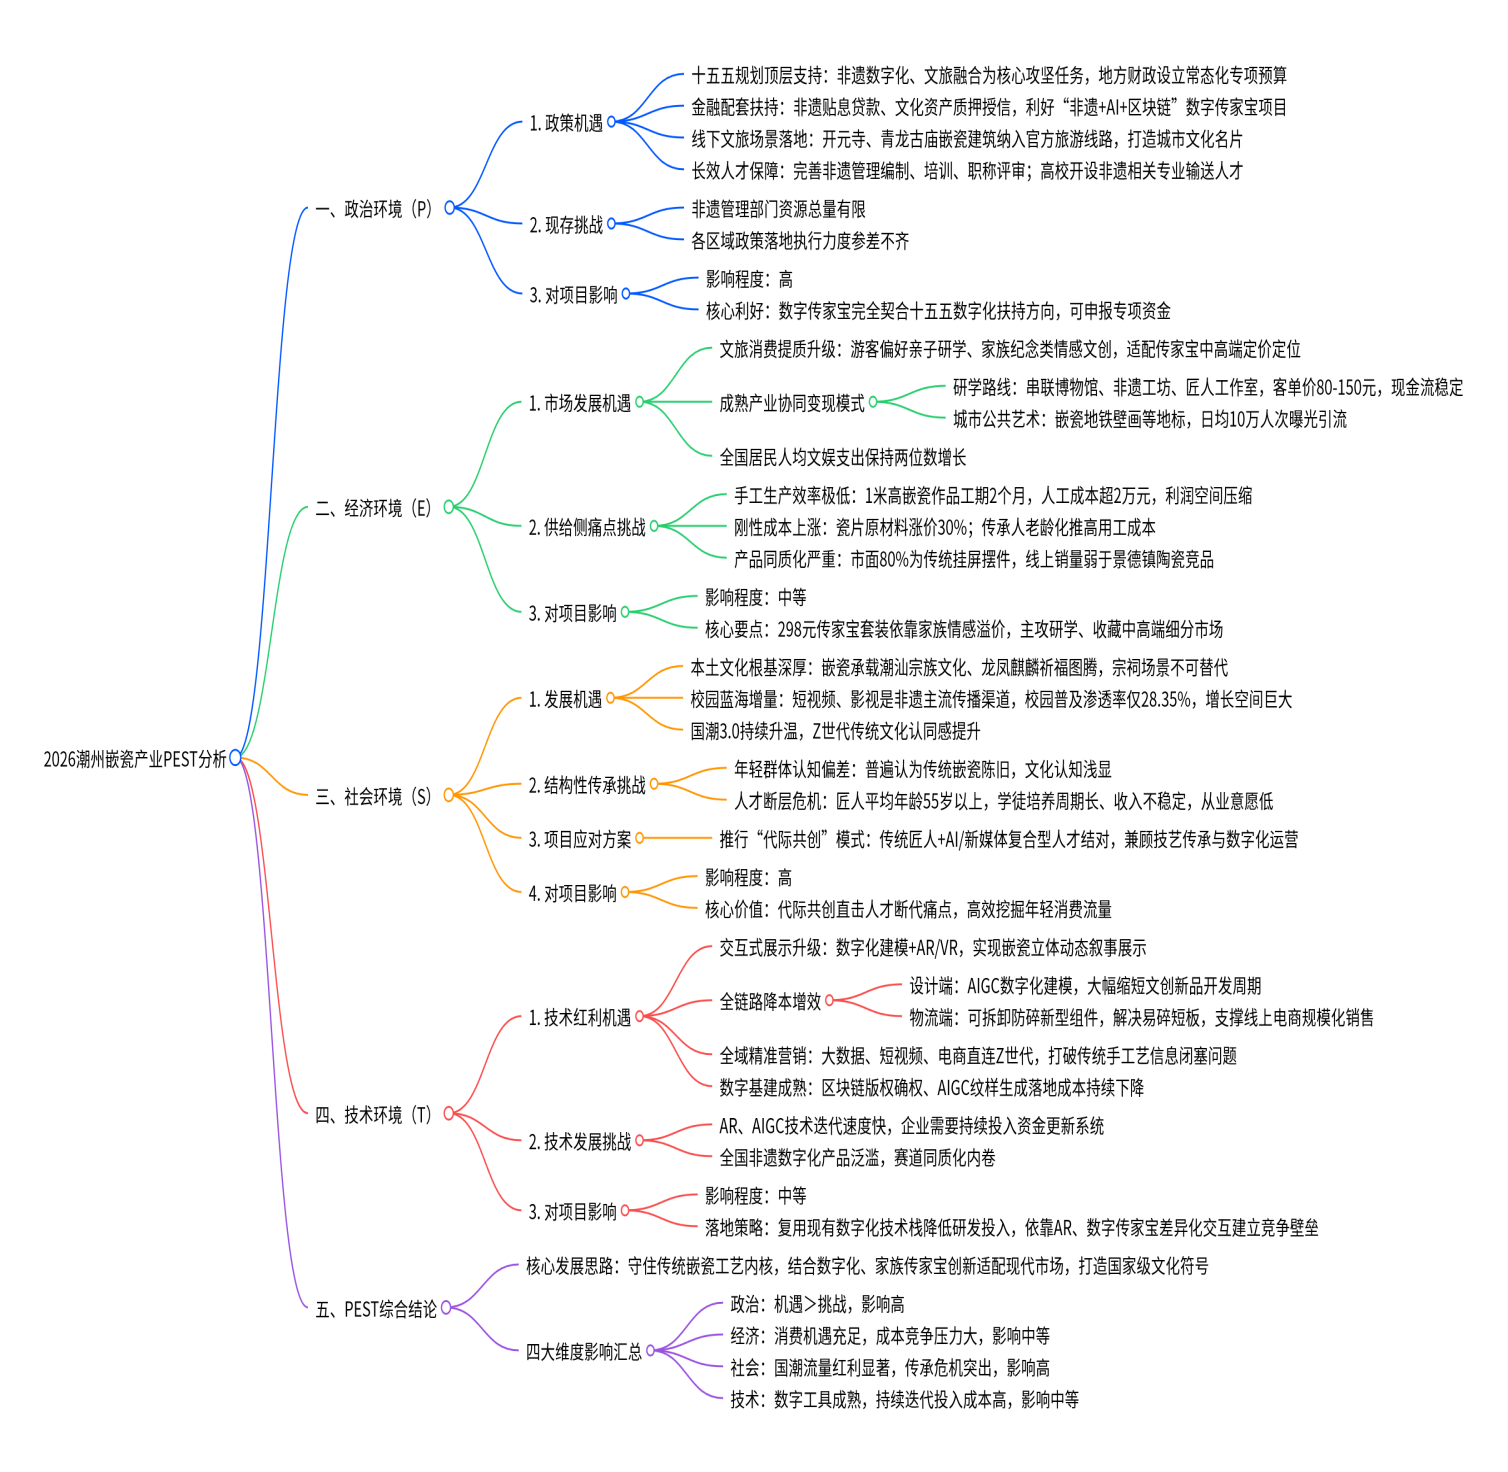 2026潮州嵌瓷产业PEST分析
一、政治环境（P）
1. 政策机遇
十五五规划顶层支持：非遗数字化、文旅融合为核心攻坚任务，地方财政设立常态化专项预算
金融配套扶持：非遗贴息贷款、文化资产质押授信，利好“非遗+AI+区块链”数字传家宝项目
线下文旅场景落地：开元寺、青龙古庙嵌瓷建筑纳入官方旅游线路，打造城市文化名片
长效人才保障：完善非遗管理编制、培训、职称评审；高校开设非遗相关专业输送人才
2. 现存挑战
非遗管理部门资源总量有限
各区域政策落地执行力度参差不齐
3. 对项目影响
影响程度：高
核心利好：数字传家宝完全契合十五五数字化扶持方向，可申报专项资金
二、经济环境（E）
1. 市场发展机遇
文旅消费提质升级：游客偏好亲子研学、家族纪念类情感文创，适配传家宝中高端定价定位
成熟产业协同变现模式
研学路线：串联博物馆、非遗工坊、匠人工作室，客单价80-150元，现金流稳定
城市公共艺术：嵌瓷地铁壁画等地标，日均10万人次曝光引流
全国居民人均文娱支出保持两位数增长
2. 供给侧痛点挑战
手工生产效率极低：1米高嵌瓷作品工期2个月，人工成本超2万元，利润空间压缩
刚性成本上涨：瓷片原材料涨价30%；传承人老龄化推高用工成本
产品同质化严重：市面80%为传统挂屏摆件，线上销量弱于景德镇陶瓷竞品
3. 对项目影响
影响程度：中等
核心要点：298元传家宝套装依靠家族情感溢价，主攻研学、收藏中高端细分市场
三、社会环境（S）
1. 发展机遇
本土文化根基深厚：嵌瓷承载潮汕宗族文化、龙凤麒麟祈福图腾，宗祠场景不可替代
校园蓝海增量：短视频、影视是非遗主流传播渠道，校园普及渗透率仅28.35%，增长空间巨大
国潮3.0持续升温，Z世代传统文化认同感提升
2. 结构性传承挑战
年轻群体认知偏差：普遍认为传统嵌瓷陈旧，文化认知浅显
人才断层危机：匠人平均年龄55岁以上，学徒培养周期长、收入不稳定，从业意愿低
3. 项目应对方案
推行“代际共创”模式：传统匠人+AI/新媒体复合型人才结对，兼顾技艺传承与数字化运营
4. 对项目影响
影响程度：高
核心价值：代际共创直击人才断代痛点，高效挖掘年轻消费流量
四、技术环境（T）
1. 技术红利机遇
交互式展示升级：数字化建模+AR/VR，实现嵌瓷立体动态叙事展示
全链路降本增效
设计端：AIGC数字化建模，大幅缩短文创新品开发周期
物流端：可拆卸防碎新型组件，解决易碎短板，支撑线上电商规模化销售
全域精准营销：大数据、短视频、电商直连Z世代，打破传统手工艺信息闭塞问题
数字基建成熟：区块链版权确权、AIGC纹样生成落地成本持续下降
2. 技术发展挑战
AR、AIGC技术迭代速度快，企业需要持续投入资金更新系统
全国非遗数字化产品泛滥，赛道同质化内卷
3. 对项目影响
影响程度：中等
落地策略：复用现有数字化技术栈降低研发投入，依靠AR、数字传家宝差异化交互建立竞争壁垒
五、PEST综合结论
核心发展思路：守住传统嵌瓷工艺内核，结合数字化、家族传家宝创新适配现代市场，打造国家级文化符号
四大维度影响汇总
政治：机遇＞挑战，影响高
经济：消费机遇充足，成本竞争压力大，影响中等
社会：国潮流量红利显著，传承危机突出，影响高
技术：数字工具成熟，持续迭代投入成本高，影响中等